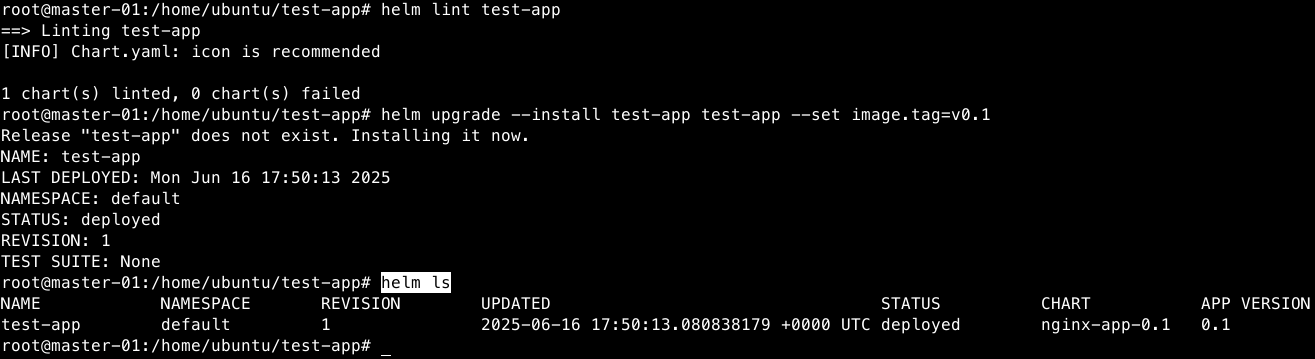 root@master-01:/home/ubuntu/test-app# helm lint test-app
==> Linting test-app
[INFO] Chart.yaml: icon is recommended
1 chart(s) linted, 0 chart(s) failed
root@master-01:/home/ubuntu/test-app# helm upgrade --install test-app test-app --set image.tag=v0.1
Release "test-app" does not exist. Installing it now.
NAME: test-app
LAST DEPLOYED: Mon Jun 16 17:50:13 2025
NAMESPACE: default
STATUS: deployed
REVISION: 1
TEST SUITE: None
root@master-01:/home/ubuntu/test-app# helm ls
NAME NAMESPACE REVISION UPDATED STATUS CHART APP VERSION
test-app default 1 2025-06-16 17:50:13.080838179 +0000 UTC deployed nginx-app-0.1 0.1
root@master-01:/home/ubuntu/test-app# _